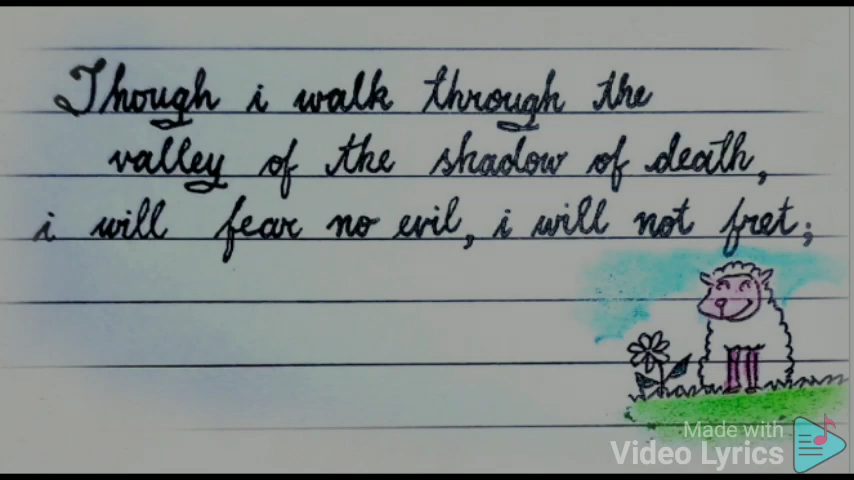 Though i walk through the
valley of the shadow of death,
i will fear no evil, i will not fret;
Made with
Video Lyrics